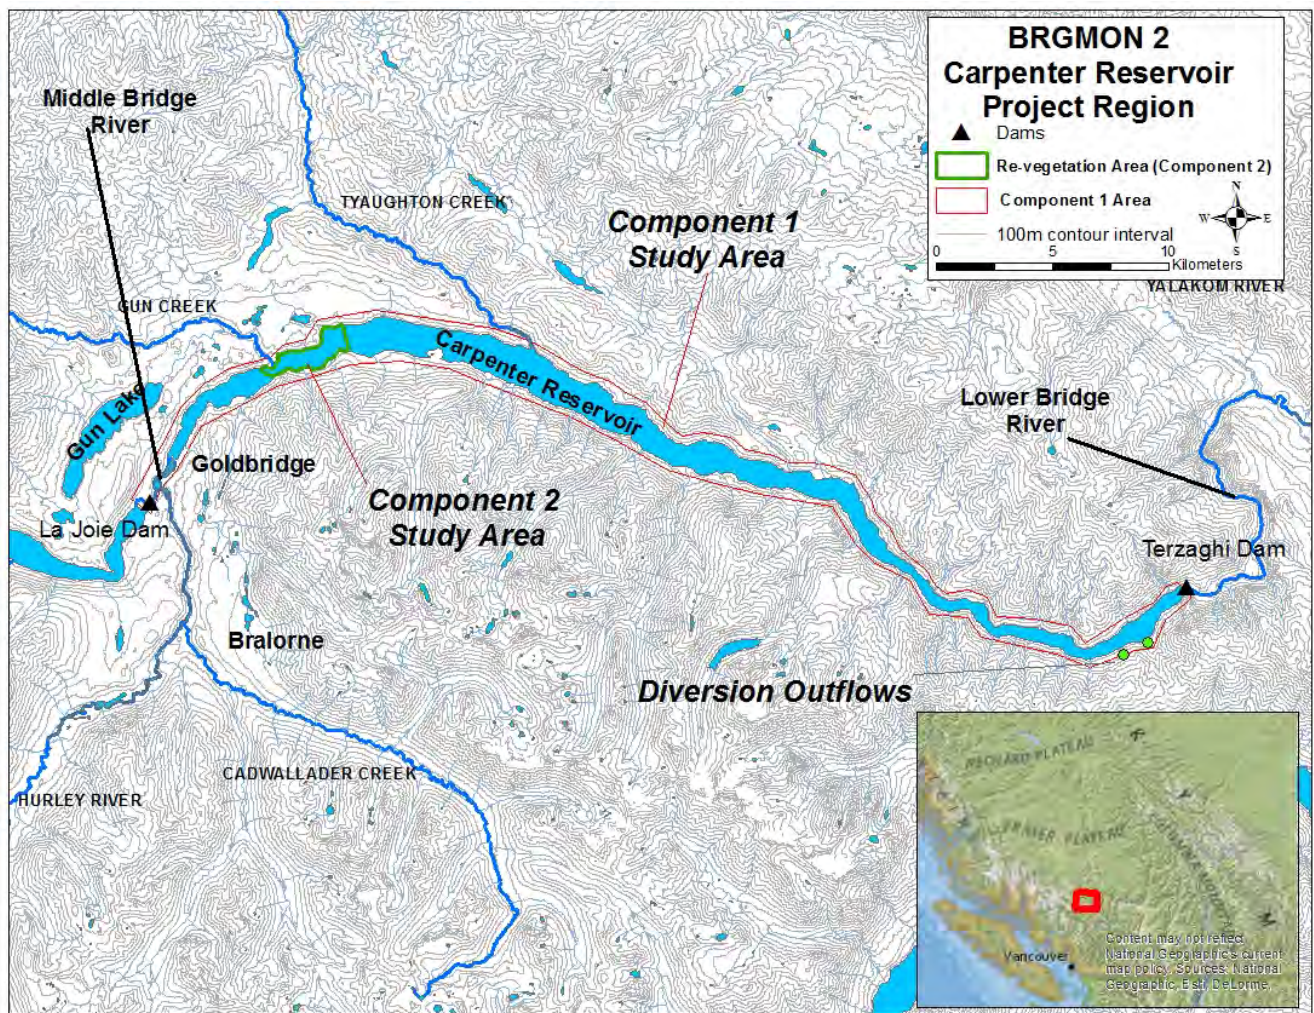 BRGMON 2
Carpenter Reservoir
Project Region
Dams
Re-vegetation Area (Component 2)
Component 1 Area
100m contour interval
N
W
E
S
0
5
10
Kilometers
YALAKOM RIVER
Middle Bridge
River
TYAUGHTON CREEK
Component 1
Study Area
GUN CREEK
Carpenter Reservoir
Gun Lake
Lower Bridge
River
Goldbridge
Component 2
Study Area
La Joie Dam
Terzaghi Dam
Bralorne
Diversion Outflows
CADWALLADER CREEK
HURLEY RIVER
PLATEAU
FRASER PLATEAU
Vancouver
Content may not reflect
National Geographic's current
map policy. Sources: National
Geographic, Esri, DeLorme,